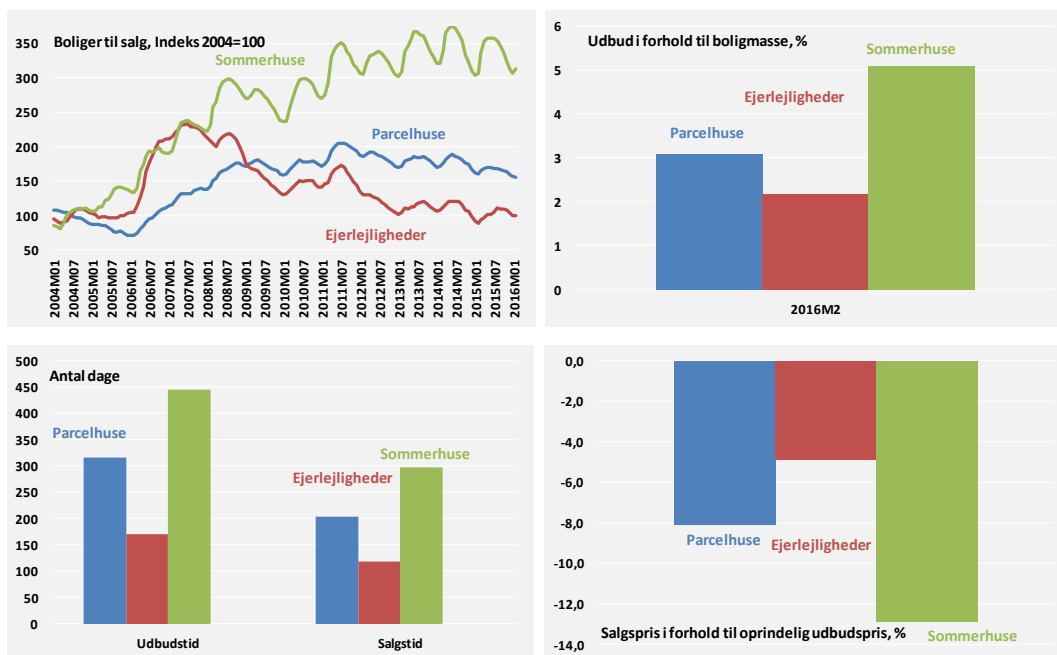 Boliger til salg, Indeks 2004=100
Sommerhuse
Parcelhuse
Ejerlejligheder
350
300
250
200
150
100
50
2004M01
2004M07
2005M01
2005M07
2006M01
2006M07
2007M01
2007M07
2008M01
2008M07
2009M01
2009M07
2010M01
2010M07
2011M01
2011M07
2012M01
2012M07
2013M01
2013M07
2014M01
2014M07
2015M01
2015M07
2016M01
Udbud i forhold til boligmasse, %
6
5
4
3
2
1
0
Parcelhuse
Ejerlejligheder
Sommerhuse
2016M2
Antal dage
500
450
400
350
300
250
200
150
100
50
0
Parcelhuse
Ejerlejligheder
Sommerhuse
Udbudstid
Salgstid
0,0
-2,0
-4,0
-6,0
-8,0
-10,0
-12,0
-14,0
Parcelhuse
Ejerlejligheder
Sommerhuse
Salgspris i forhold til oprindelig udbudspris, %